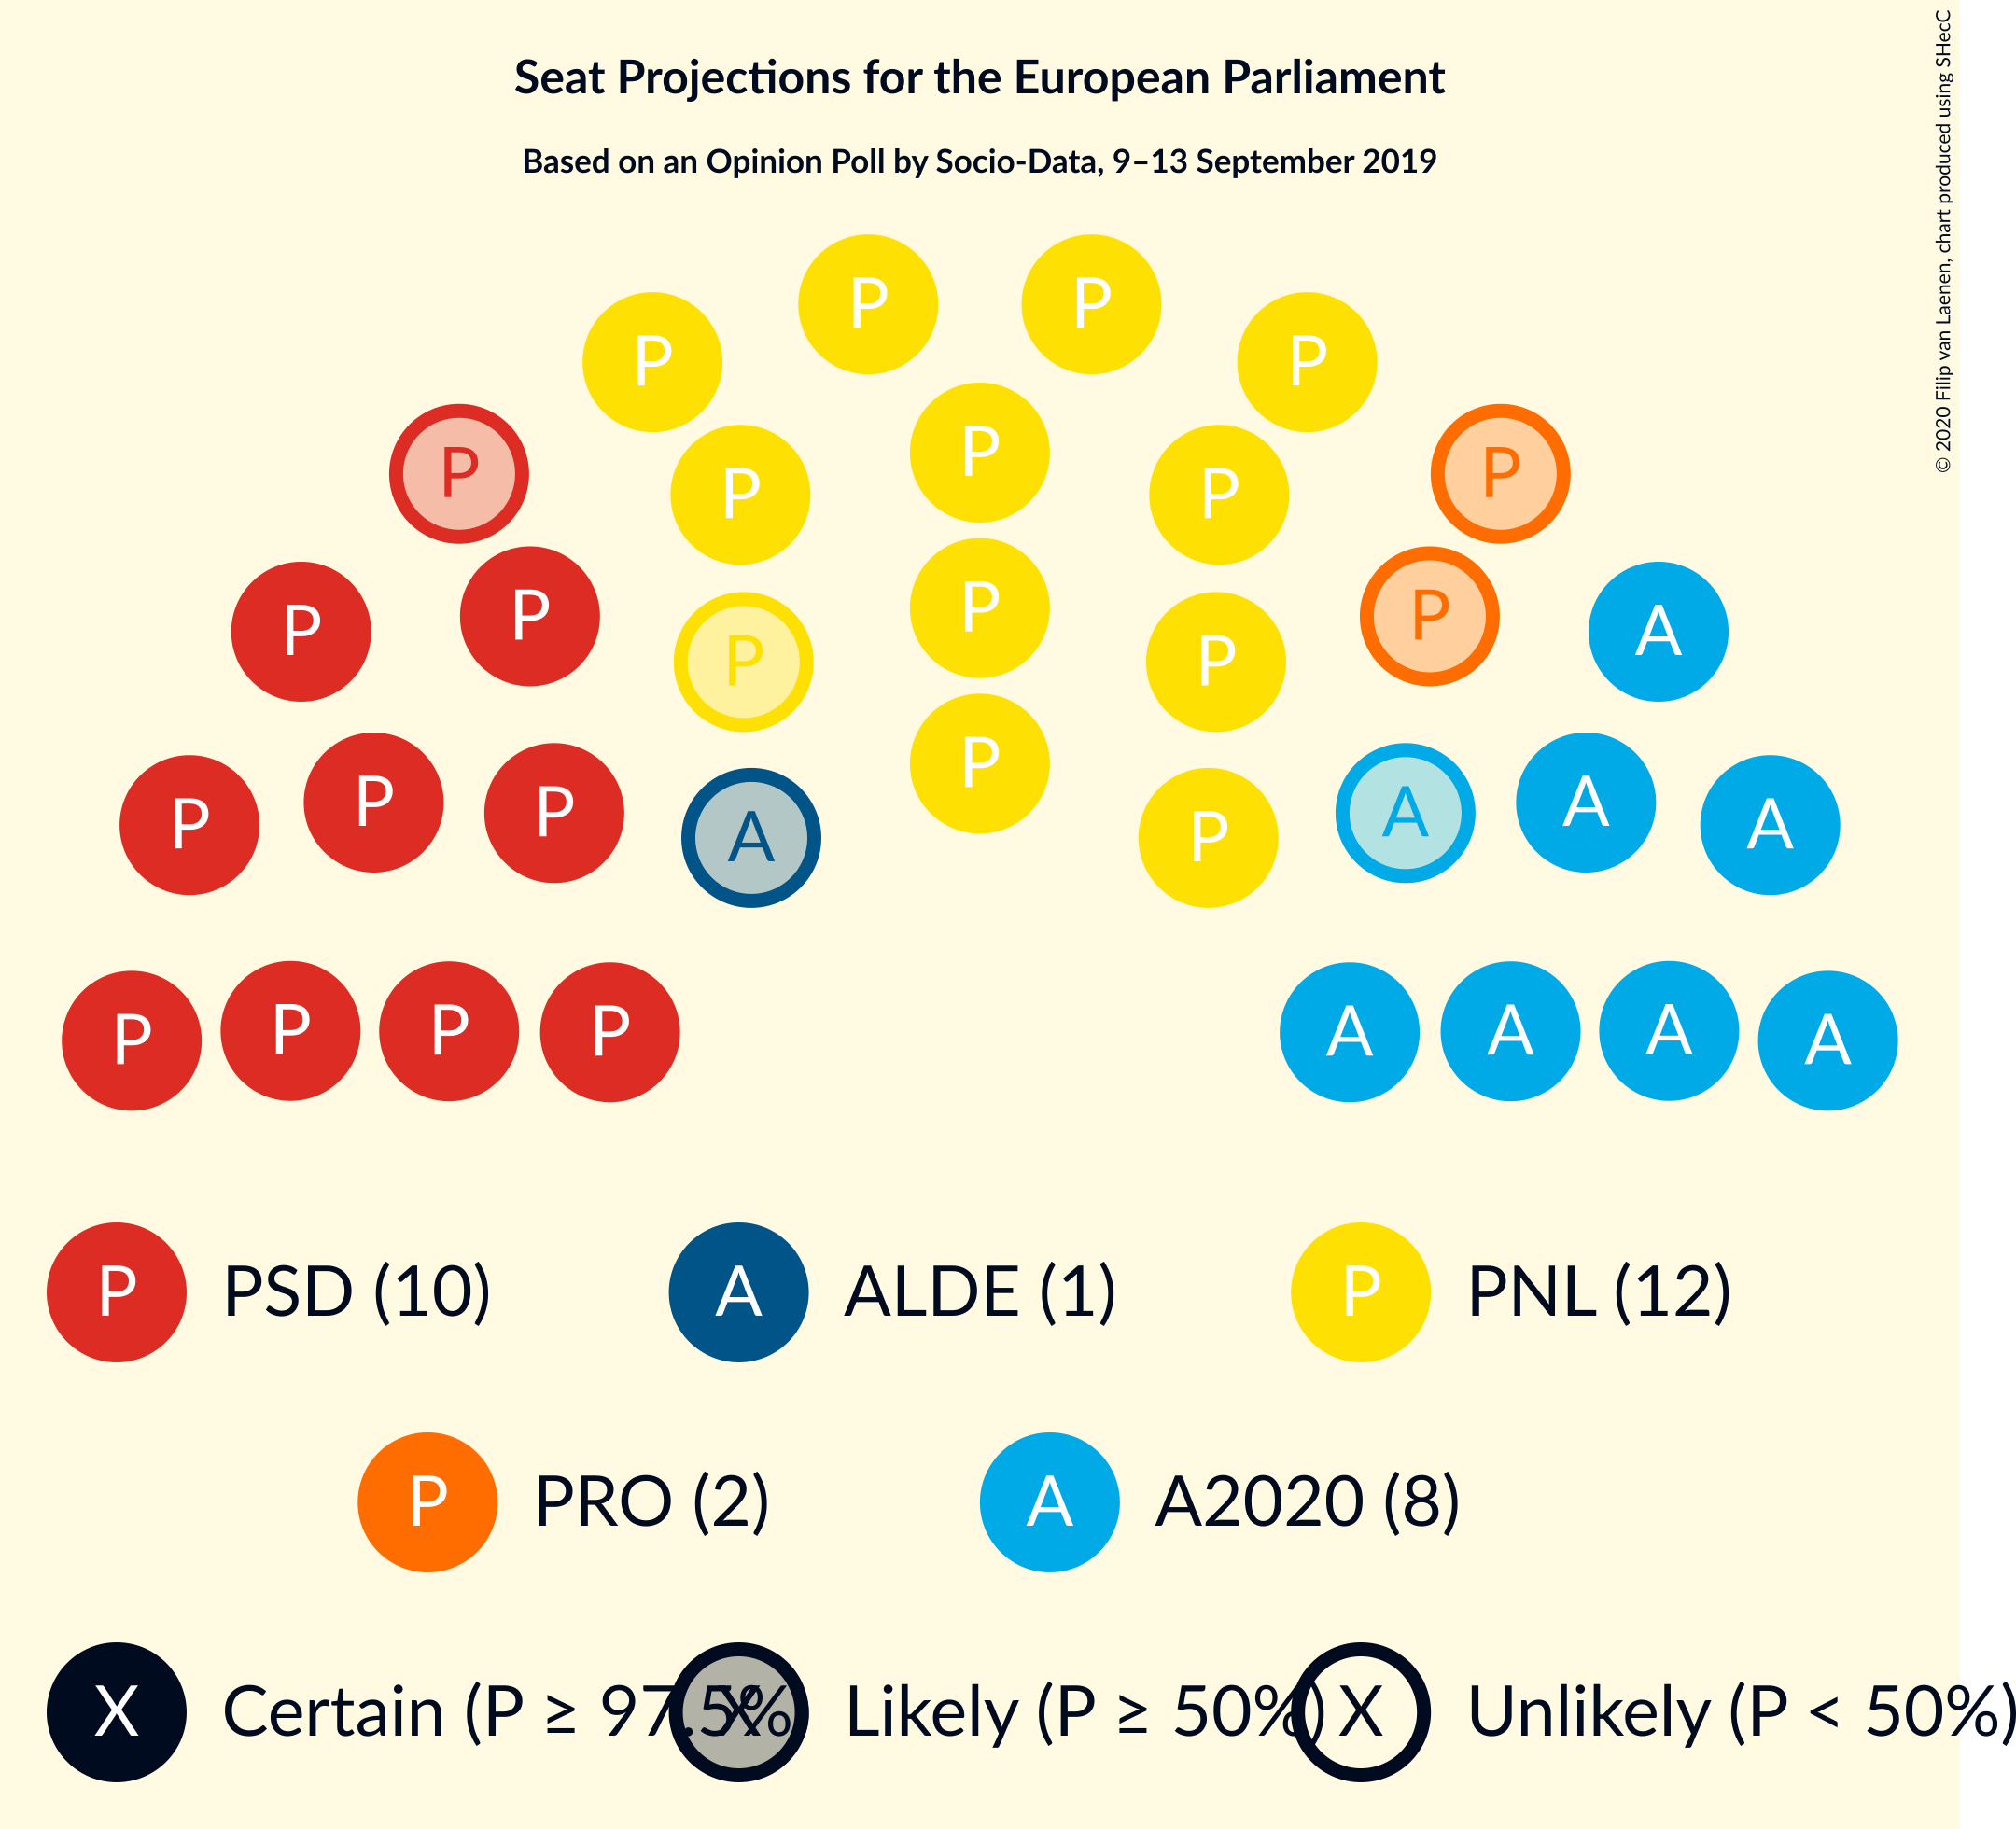 Seat Projections for the European Parliament
Based on an Opinion Poll by Socio-Data, 9–13 September 2019
© 2020 Filip van Laenen, chart produced using SHecC
P P
P P
P P P P P
P P P P P A
P P
P P P A P P A A A
P P P P A A A A
P PSD (10) A ALDE (1) P PNL (12)
P PRO (2) A A2020 (8)
X Certain (P ≥ 97.5% X Likely (P ≥ 50%) X Unlikely (P < 50%)